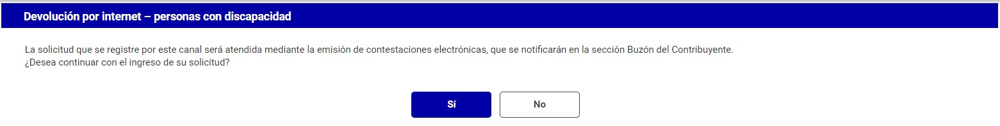 Devolución por internet – personas con discapacidad
La solicitud que se registre por este canal será atendida mediante la emisión de contestaciones electrónicas, que se notificarán en la sección Buzón del Contribuyente.
¿Desea continuar con el ingreso de su solicitud?
Sí
No